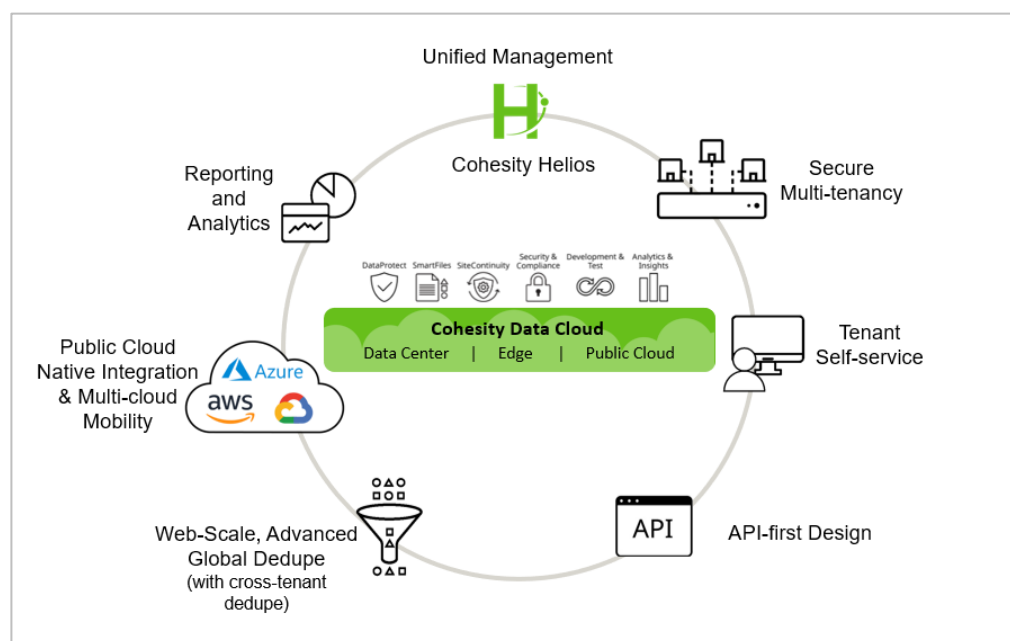 Unified Management
H
Cohesity Helios
Reporting
and
Analytics
Secure
Multi-tenancy
DataProtect
SmartFiles
SiteContinuity
Security &
Compliance
Development &
Test
Analytics &
Insights
Cohesity Data Cloud
Data Center | Edge | Public Cloud
Public Cloud
Native Integration
& Multi-cloud
Mobility
Azure
aws
Tenant
Self-service
Web-Scale, Advanced
Global Dedupe
(with cross-tenant
dedupe)
API
API-first Design